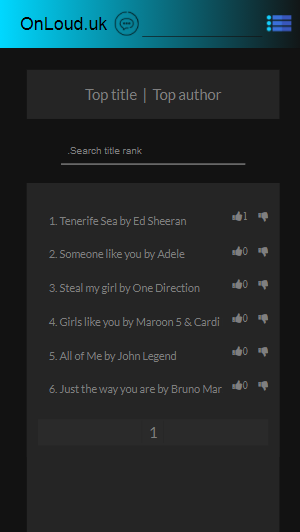 OnLoud.uk
Top title | Top author
.Search title rank
1. Tenerife Sea by Ed Sheeran 1
2. Someone like you by Adele 0
3. Steal my girl by One Direction 0
4. Girls like you by Maroon 5 & Cardi 0
5. All of Me by John Legend 0
6. Just the way you are by Bruno Mar 0
1